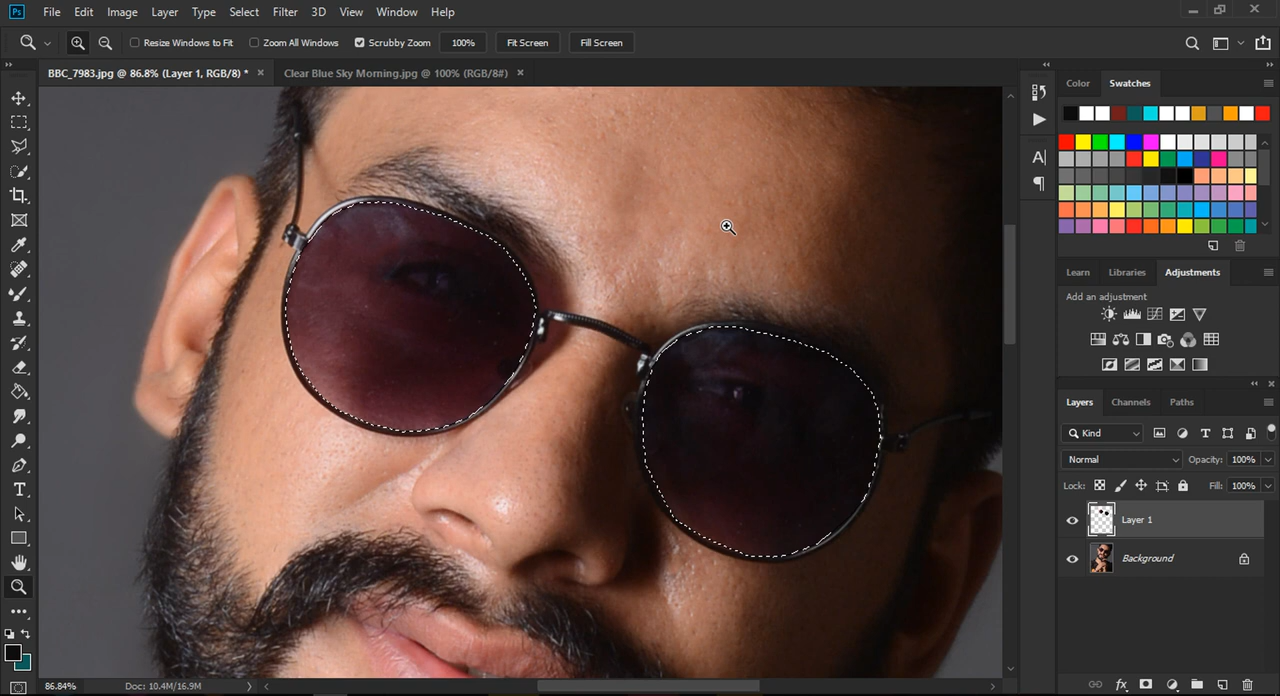 Ps File Edit Image Layer Type Select Filter 3D View Window Help
Resize Windows to Fit Zoom All Windows Scrubby Zoom 100% Fit Screen Fill Screen
BBC_7983.jpg @ 86.8% (Layer 1, RGB/8) * × Clear Blue Sky Morning.jpg @ 100% (RGB/8#) ×
Color Swatches
Learn Libraries Adjustments
Add an adjustment
Layers Channels Paths
Kind
Normal Opacity: 100%
Lock: Fill: 100%
Layer 1
Background
86.84% Doc: 10.4M/16.9M